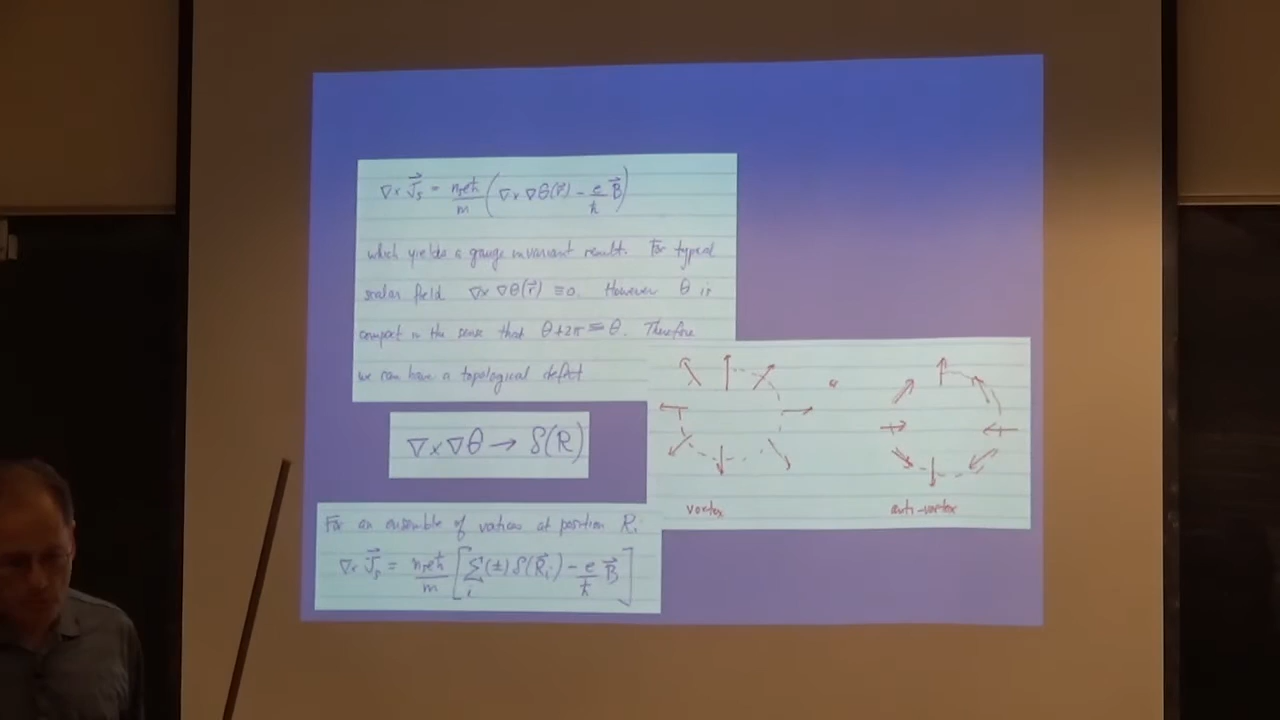 ∇× J⃗s = nₛeħ/m (∇×∇θ(r⃗) - e/ħ B⃗)
which yields a gauge invariant result. For typical
scalar field ∇×∇θ(r⃗) ≡ 0. However θ is
compact in the sense that θ+2π ≡ θ. Therefore
we can have a topological defect
∇×∇θ → δ(R)
vortex
anti-vortex
For an ensemble of vortices at position Ri
∇× J⃗s = nₛeħ/m [Σi (±) δ(R⃗i) - e/ħ B⃗]